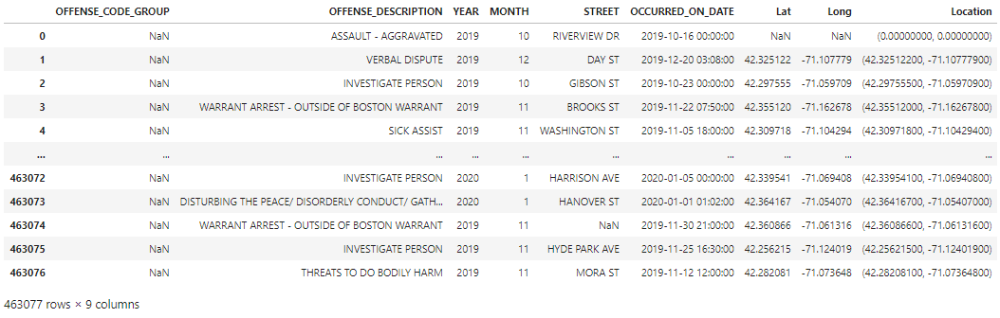 OFFENSE_CODE_GROUP OFFENSE_DESCRIPTION YEAR MONTH STREET OCCURRED_ON_DATE Lat Long Location
0 NaN ASSAULT - AGGRAVATED 2019 10 RIVERVIEW DR 2019-10-16 00:00:00 NaN NaN (0.00000000, 0.00000000)
1 NaN VERBAL DISPUTE 2019 12 DAY ST 2019-12-20 03:08:00 42.325122 -71.107779 (42.32512200, -71.10777900)
2 NaN INVESTIGATE PERSON 2019 10 GIBSON ST 2019-10-23 00:00:00 42.297555 -71.059709 (42.29755500, -71.05970900)
3 NaN WARRANT ARREST - OUTSIDE OF BOSTON WARRANT 2019 11 BROOKS ST 2019-11-22 07:50:00 42.355120 -71.162678 (42.35512000, -71.16267800)
4 NaN SICK ASSIST 2019 11 WASHINGTON ST 2019-11-05 18:00:00 42.309718 -71.104294 (42.30971800, -71.10429400)
... ... ... ... ... ... ... ... ... ...
463072 NaN INVESTIGATE PERSON 2020 1 HARRISON AVE 2020-01-05 00:00:00 42.339541 -71.069408 (42.33954100, -71.06940800)
463073 NaN DISTURBING THE PEACE/ DISORDERLY CONDUCT/ GATH... 2020 1 HANOVER ST 2020-01-01 01:02:00 42.364167 -71.054070 (42.36416700, -71.05407000)
463074 NaN WARRANT ARREST - OUTSIDE OF BOSTON WARRANT 2019 11 NaN 2019-11-30 21:00:00 42.360866 -71.061316 (42.36086600, -71.06131600)
463075 NaN INVESTIGATE PERSON 2019 11 HYDE PARK AVE 2019-11-25 16:30:00 42.256215 -71.124019 (42.25621500, -71.12401900)
463076 NaN THREATS TO DO BODILY HARM 2019 11 MORA ST 2019-11-12 12:00:00 42.282081 -71.073648 (42.28208100, -71.07364800)
463077 rows × 9 columns